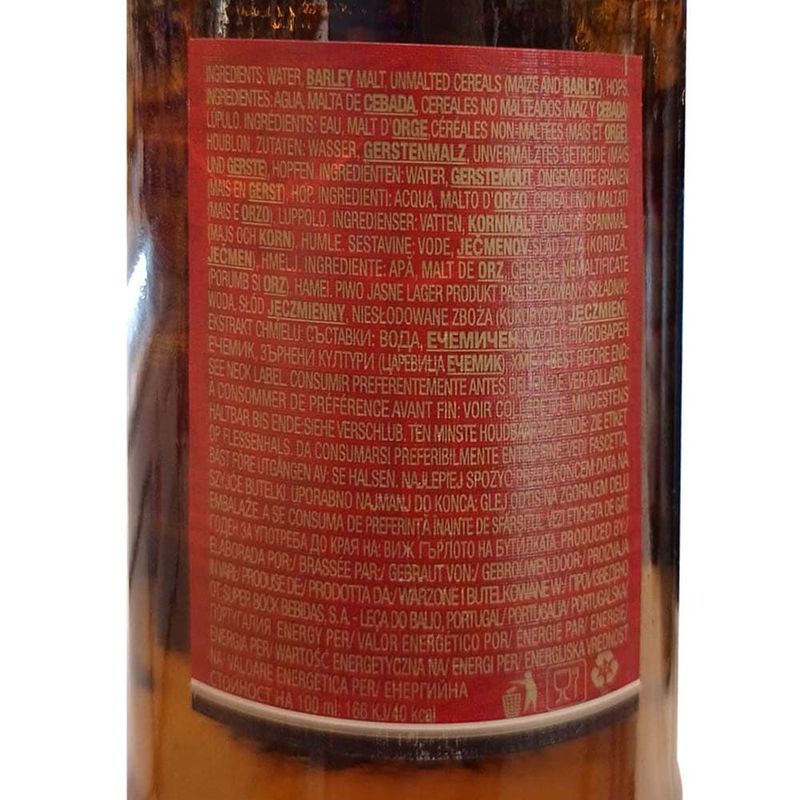 INGREDIENTS: WATER, BARLEY MALT, UNMALTED CEREALS (MAIZE AND BARLEY), HOPS.
INGREDIENTES: AGUA, MALTA DE CEBADA, CEREALES NO MALTEADOS (MAIZ Y CEBADA)
LÚPULO. INGRÉDIENTS: EAU, MALT D'ORGE, CÉRÉALES NON-MALTÉES (MAÏS ET ORGE)
HOUBLON. ZUTATEN: WASSER, GERSTENMALZ, UNVERMALZTES GETREIDE (MAIS
UND GERSTE), HOPFEN. INGREDIËNTEN: WATER, GERSTEMOUT, ONGEMOUTE GRANEN
(MAIS EN GERST), HOP. INGREDIENTI: ACQUA, MALTO D'ORZO, CEREALI NON MALTATI
(MAIS E ORZO), LUPPOLO. INGREDIENSER: VATTEN, KORNMALT, OMÄLTAT SPANNMÅL
(MAJS OCH KORN), HUMLE. SESTAVINE: VODE, JEČMENOV SLAD, ŽITA (KORUZA,
JEČMEN), HMELJ. INGREDIENTE: APĂ, MALT DE ORZ, CEREALE NEMALTIFICATE
(PORUMB SI ORZ), HAMEI. PIWO JASNE LAGER PRODUKT PASTERYZOWANY. SKŁADNIKI:
WODA, SŁÓD JĘCZMIENNY, NIESŁODOWANE ZBOŻA (KUKURYDZA, JĘCZMIEŃ),
EKSTRAKT CHMIELU. СЪСТАВКИ: ВОДА, ЕЧЕМИЧЕН МАЛЦ, ПИВОВАРЕН
ЕЧЕМИК, ЗЪРНЕНИ КУЛТУРИ (ЦАРЕВИЦА, ЕЧЕМИК), ХМЕЛ. BEST BEFORE END:
SEE NECK LABEL. CONSUMIR PREFERENTEMENTE ANTES DEL FIN DE: VER COLLARÍN.
À CONSOMMER DE PRÉFÉRENCE AVANT FIN: VOIR COLLERETTE. MINDESTENS
HALTBAR BIS ENDE: SIEHE VERSCHLUB. TEN MINSTE HOUDBAAR TOT EINDE: ZIE ETIKET
OP FLESSENHALS. DA CONSUMARSI PREFERIBILMENTE ENTRO FINE: VEDI FASCETTA.
BÄST FÖRE UTGÅNGEN AV: SE HALSEN. NAJLEPIEJ SPOŻYĆ PRZED KOŃCEM: DATA NA
SZYJCE BUTELKI. UPORABNO NAJMANJ DO KONCA: GLEJ ODTIS NA ZGORNJEM DELU
EMBALAŽE. A SE CONSUMA DE PREFERINȚĂ ÎNAINTE DE SFÂRȘITUL: VEZI ETICHETA DE GAT.
ГОДЕН ЗА УПОТРЕБА ДО КРАЯ НА: ВИЖ ГЪРЛОТО НА БУТИЛКАТА. PRODUCED BY:/
ELABORADA POR:/ BRASSÉE PAR:/ GEBRAUT VON:/ GEBROUWEN DOOR:/ PROIZVAJA
IN VARI:/ PRODUSE DE:/ PRODOTTA DA:/ WARZONE I BUTELKOWANE W:/ ПРОИЗВЕДЕНО
ОТ: SUPER BOCK BEBIDAS, S.A. - LEÇA DO BALIO, PORTUGAL/ PORTUGALIA/ PORTUGALSKA/
ПОРТУГАЛИЯ. ENERGY PER/ VALOR ENERGÉTICO POR/ ÉNERGIE PAR/ ENERGIE
ENERGIA PER/ WARTOŚĆ ENERGETYCZNA NA/ ENERGI PER/ ENERGIJSKA VREDNOST
NA/ VALOARE ENERGETICĂ PER/ ЕНЕРГИЙНА
СТОЙНОСТ НА 100 ml: 166 KJ/40 kcal